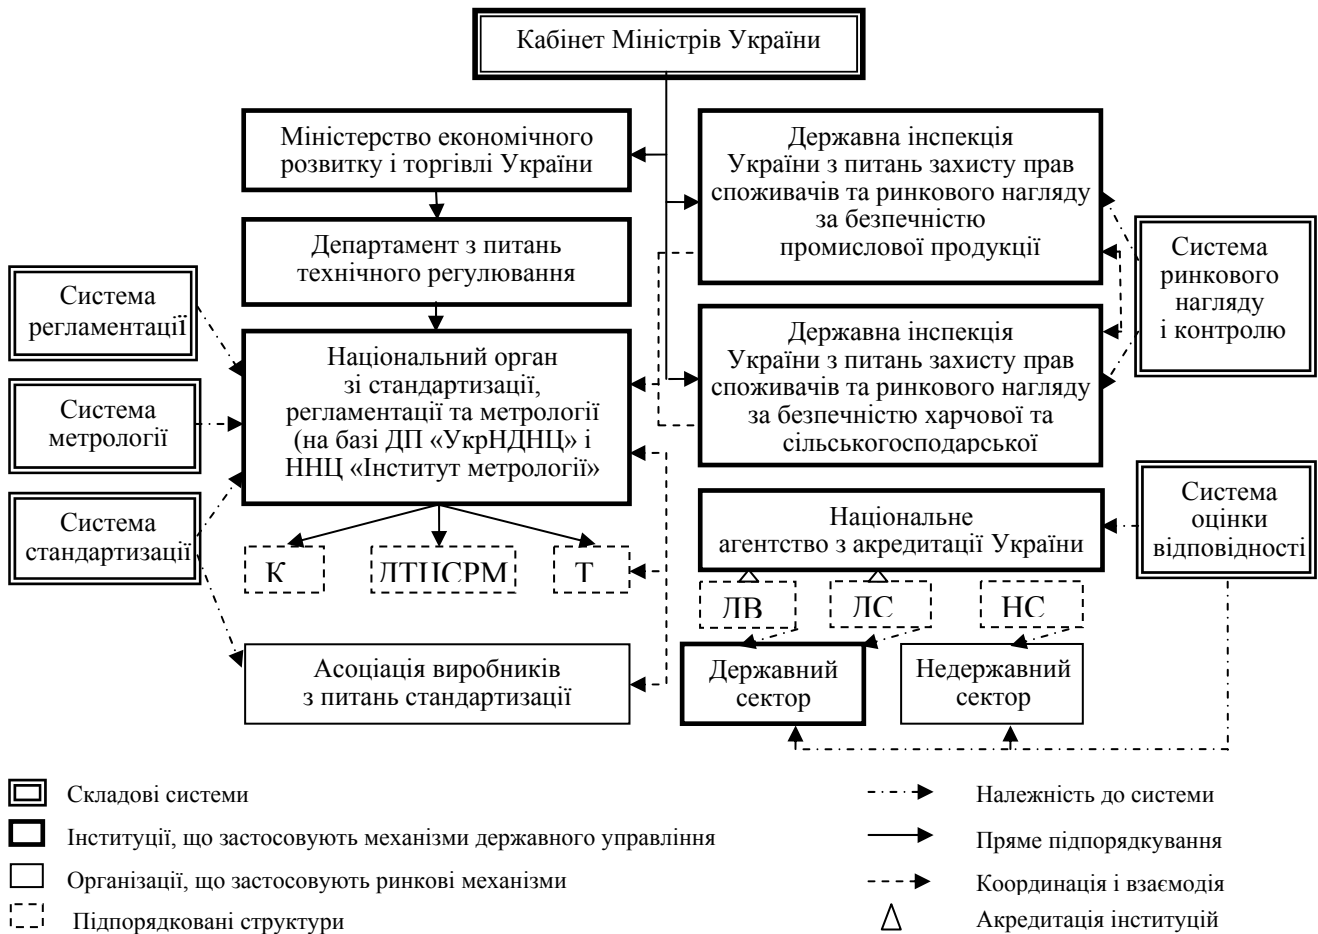 Кабінет Міністрів України
Міністерство економічного
розвитку і торгівлі України
Державна інспекція
України з питань захисту прав
споживачів та ринкового нагляду
за безпечністю
промислової продукції
Департамент з питань
технічного регулювання
Система
ринкового
нагляду
і контролю
Система
регламентації
Національний орган
зі стандартизації,
регламентації та метрології
(на базі ДП «УкрНДНЦ» і
ННЦ «Інститут метрології»
Державна інспекція
України з питань захисту прав
споживачів та ринкового нагляду
за безпечністю харчової та
сільськогосподарської
Система
метрології
Система
стандартизації
Національне
агентство з акредитації України
Система
оцінки
відповідності
К
Т
НС
Асоціація виробників
з питань стандартизації
Державний
сектор
Недержавний
сектор
Складові системи
Інституції, що застосовують механізми державного управління
Організації, що застосовують ринкові механізми
Підпорядковані структури
Належність до системи
Пряме підпорядкування
Координація і взаємодія
Акредитація інституцій